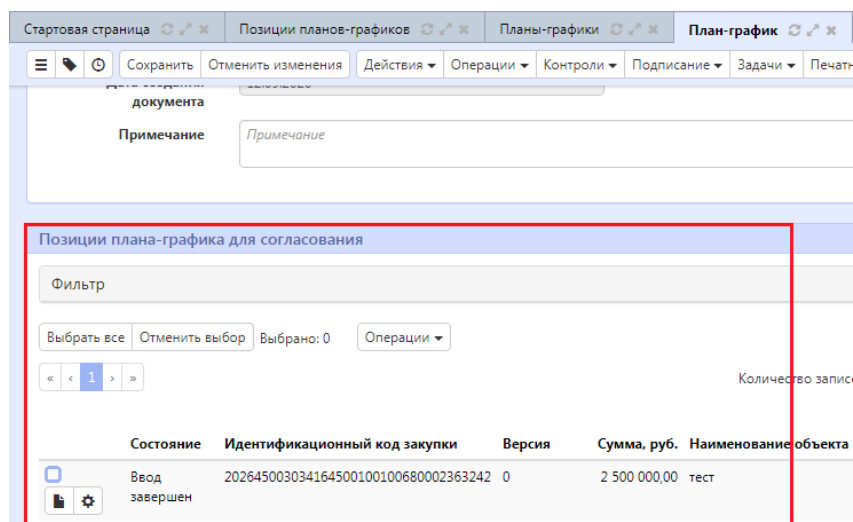 Стартовая страница Позиции планов-графиков Планы-графики План-график
Сохранить Отменить изменения Действия Операции Контроли Подписание Задачи Печатн
документа
Примечание Примечание
Позиции плана-графика для согласования
Фильтр
Выбрать все Отменить выбор Выбрано: 0 Операции
« ‹ 1 › »
Количество записе
Состояние Идентификационный код закупки Версия Сумма, руб. Наименование объекта
Ввод завершен 202645003034164500100100680002363242 0 2 500 000,00 тест